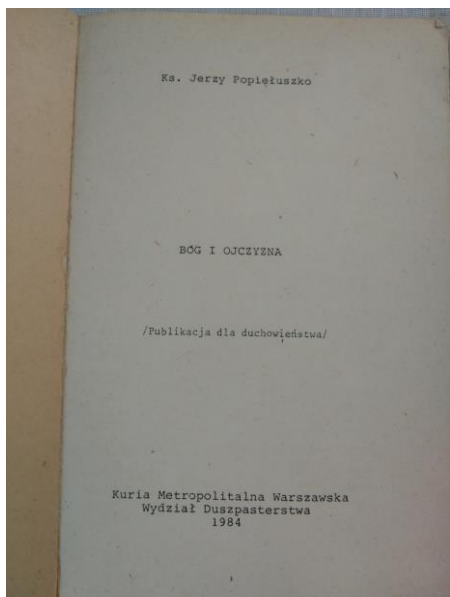 Ks. Jerzy Popiełuszko
BÓG I OJCZYZNA
/Publikacja dla duchowieństwa/
Kuria Metropolitalna Warszawska
Wydział Duszpasterstwa
1984